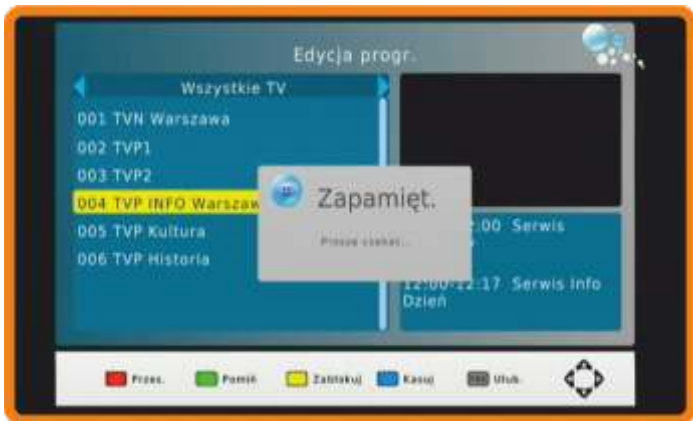 Edycja progr.
Wszystkie TV
001 TVN Warszawa
002 TVP1
003 TVP2
004 TVP INFO Warszaw
005 TVP Kultura
006 TVP Historia
Zapamięt.
Proszę czekać...
:00 Serwis
12:00-12:17 Serwis Info
Dzień
Przes.
Pomiń
Zablokuj
Kasuj
Ulub.